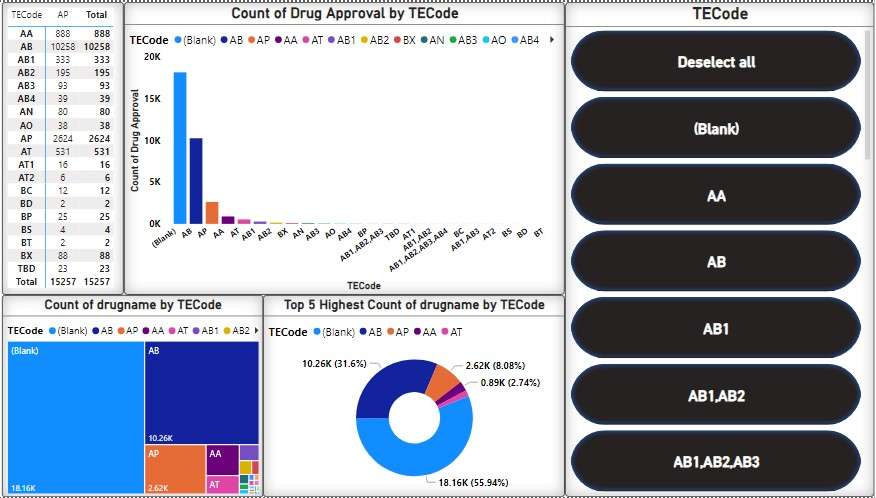 TECode AP Total
AA 888 888
AB 10258 10258
AB1 333 333
AB2 195 195
AB3 93 93
AB4 39 39
AN 80 80
AO 38 38
AP 2624 2624
AT 531 531
AT1 16 16
AT2 6 6
BC 12 12
BD 2 2
BP 25 25
BS 4 4
BT 2 2
BX 88 88
TBD 23 23
Total 15257 15257
Count of Drug Approval by TECode
TECode (Blank) AB AP AA AT AB1 AB2 BX AN AB3 AO AB4
Count of Drug Approval
20K
15K
10K
5K
0K
(Blank) AB AP AA AT AB1 AB2 BX AN AB3 AO AB4 BP AB1,AB2,AB3 TBD AT1 AB1,AB2 AB1,AB2,AB3,AB4 BC AB1,AB3 AT2 BS BD BT
TECode
TECode
Deselect all
(Blank)
AA
AB
AB1
AB1,AB2
AB1,AB2,AB3
Count of drugname by TECode
TECode (Blank) AB AP AA AT AB1 AB2
(Blank)
18.16K
AB
10.26K
AP
2.62K
AA
AT
Top 5 Highest Count of drugname by TECode
TECode (Blank) AB AP AA AT
10.26K (31.6%)
2.62K (8.08%)
0.89K (2.74%)
18.16K (55.94%)